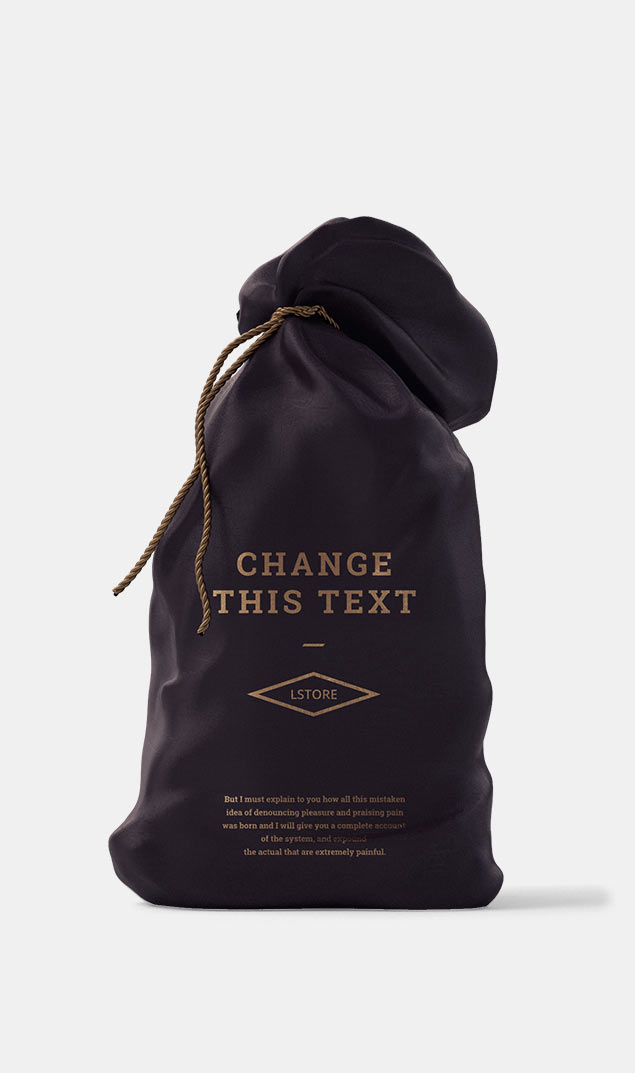 CHANGE
THIS TEXT
LSTORE
But I must explain to you how all this mistaken
idea of denouncing pleasure and praising pain
was born and I will give you a complete account
of the system, and expound
the actual that are extremely painful.